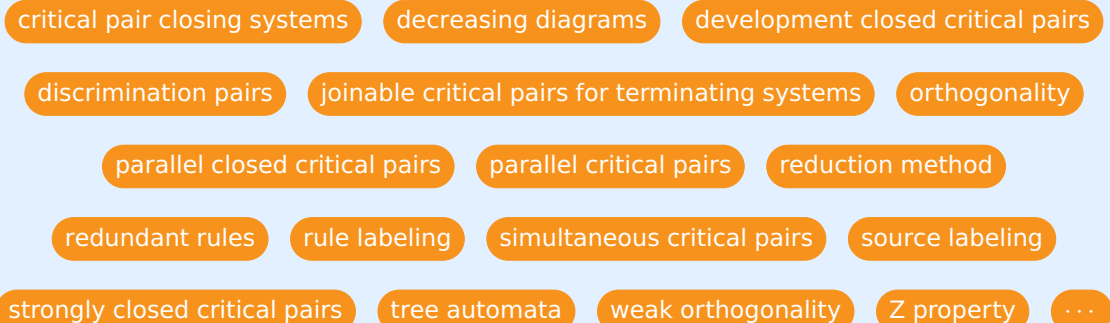 critical pair closing systems decreasing diagrams development closed critical pairs
discrimination pairs joinable critical pairs for terminating systems orthogonality
parallel closed critical pairs parallel critical pairs reduction method
redundant rules rule labeling simultaneous critical pairs source labeling
strongly closed critical pairs tree automata weak orthogonality Z property ···